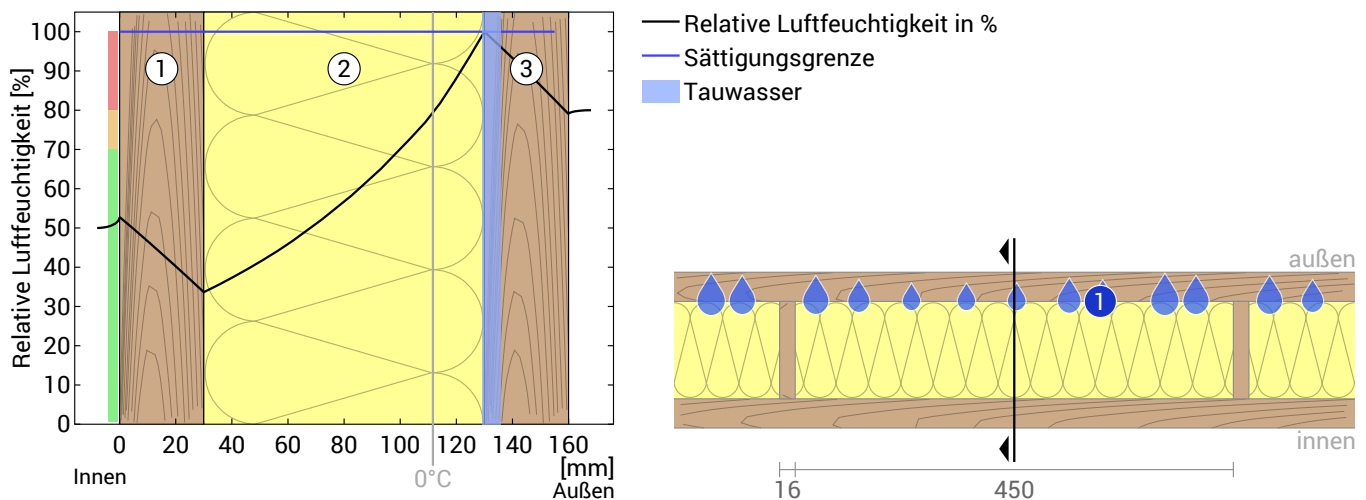 Relative Luftfeuchtigkeit [%]
100
90
80
70
60
50
40
30
20
10
0
1
2
3
0
20
40
60
80
100
120
140
160
[mm]
Innen
0°C
Außen
Relative Luftfeuchtigkeit in %
Sättigungsgrenze
Tauwasser
außen
1
innen
16
450